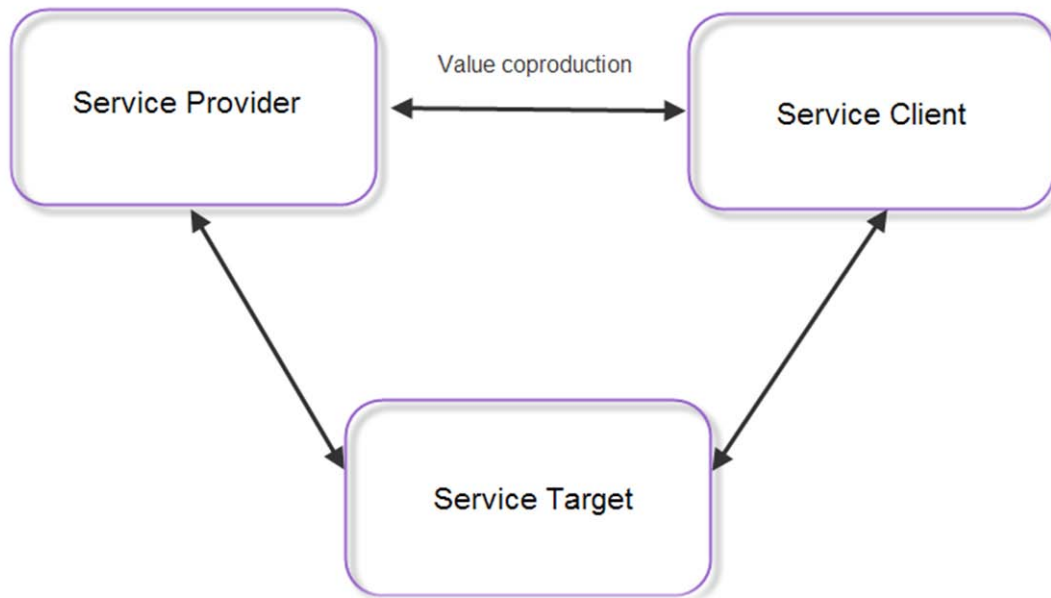 Value coproduction
Service Provider
Service Client
Service Target